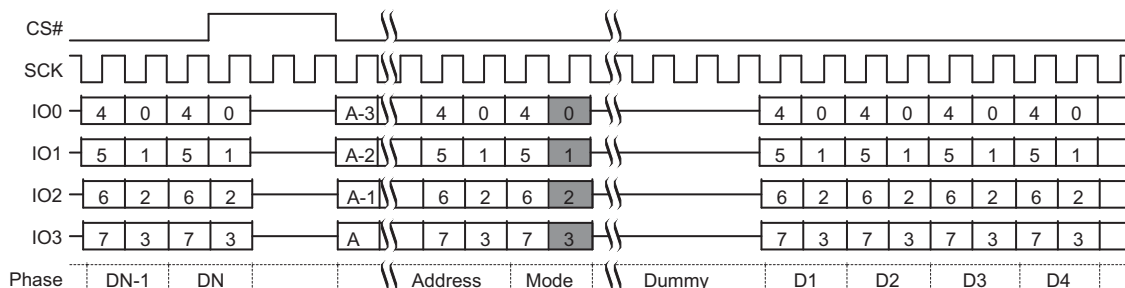 CS#
SCK
IO0 4 0 4 0 A-3 4 0 4 0 4 0 4 0 4 0 4 0
IO1 5 1 5 1 A-2 5 1 5 1 5 1 5 1 5 1 5 1
IO2 6 2 6 2 A-1 6 2 6 2 6 2 6 2 6 2 6 2
IO3 7 3 7 3 A 7 3 7 3 7 3 7 3 7 3 7 3
Phase DN-1 DN Address Mode Dummy D1 D2 D3 D4